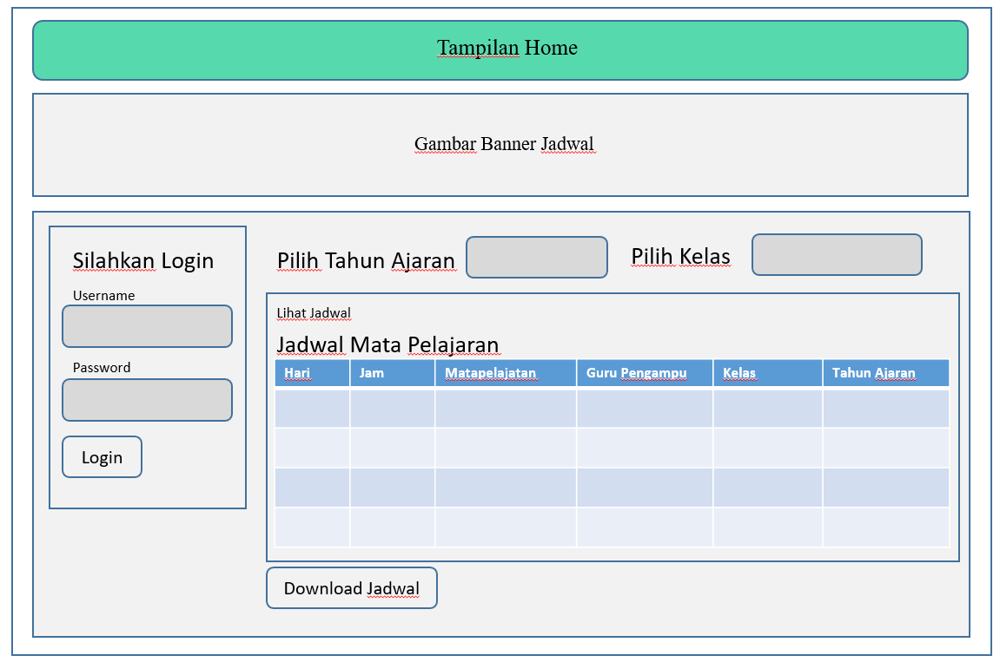 Tampilan Home
Gambar Banner Jadwal
Silahkan Login
Username
Password
Login
Pilih Tahun Ajaran
Pilih Kelas
Lihat Jadwal
Jadwal Mata Pelajaran
Hari Jam Matapelajatan Guru Pengampu Kelas Tahun Ajaran
Download Jadwal